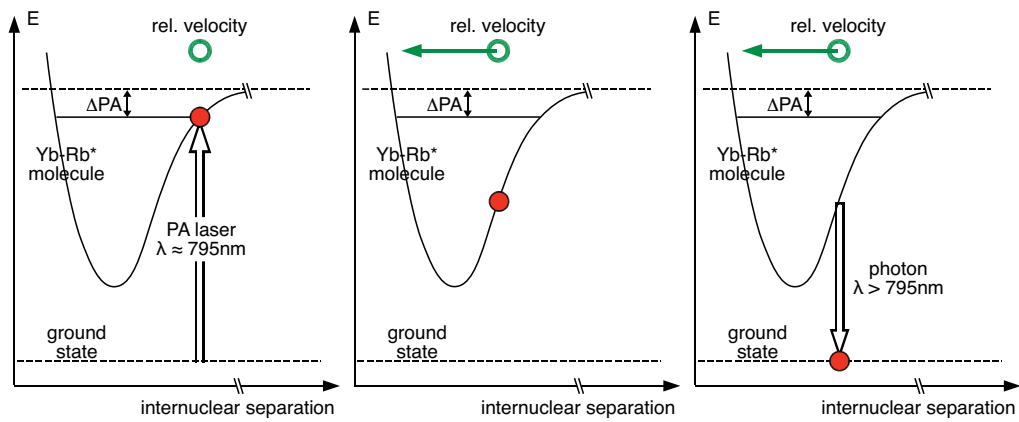 E
rel. velocity
ΔPA
Yb-Rb*
molecule
PA laser
λ ≈ 795nm
ground
state
internuclear separation
E
rel. velocity
ΔPA
Yb-Rb*
molecule
ground
state
internuclear separation
E
rel. velocity
ΔPA
Yb-Rb*
molecule
photon
λ > 795nm
ground
state
internuclear separation